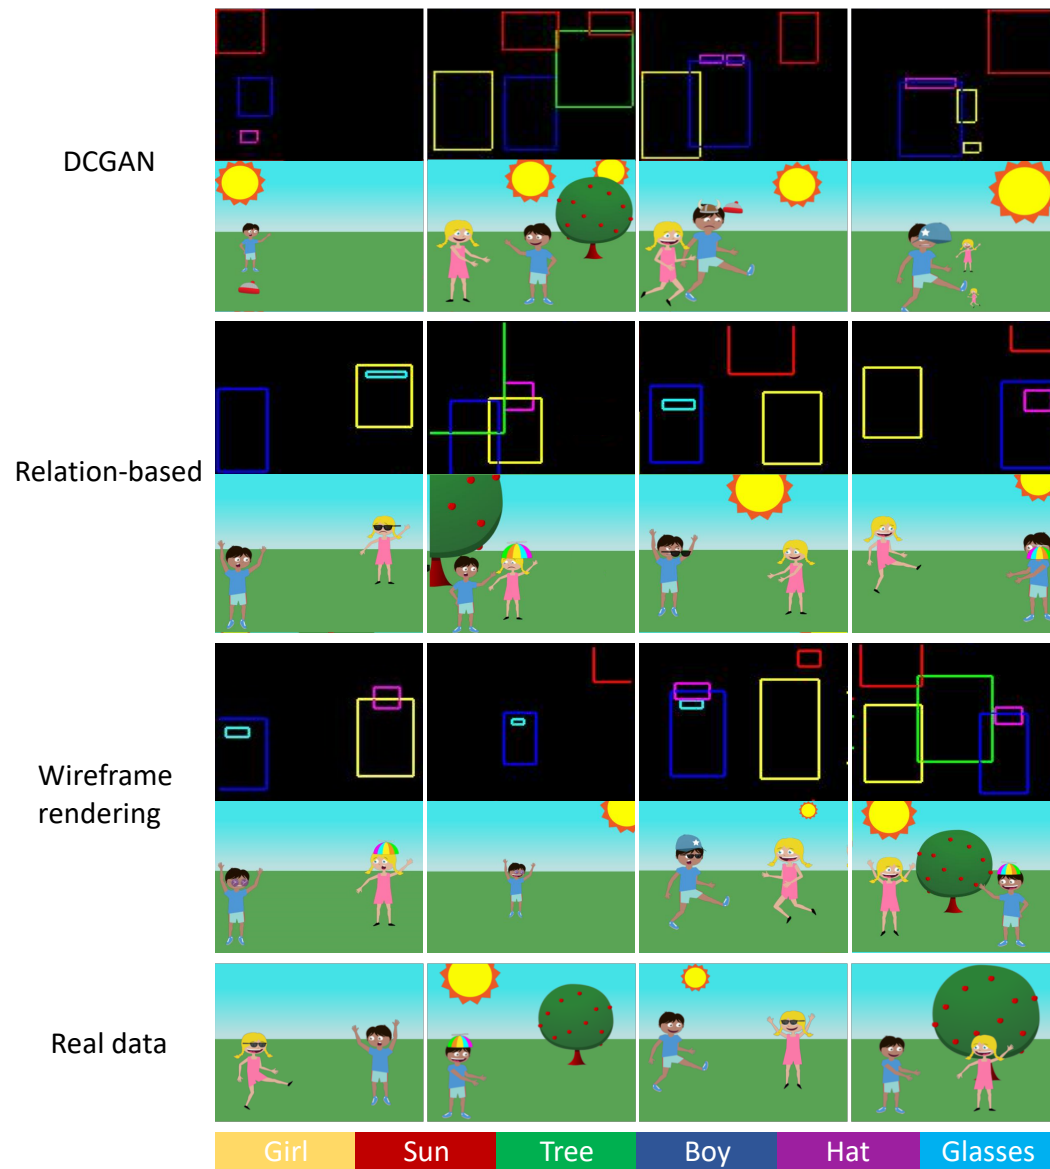 DCGAN
Relation-based
Wireframe
rendering
Real data
Girl Sun Tree Boy Hat Glasses